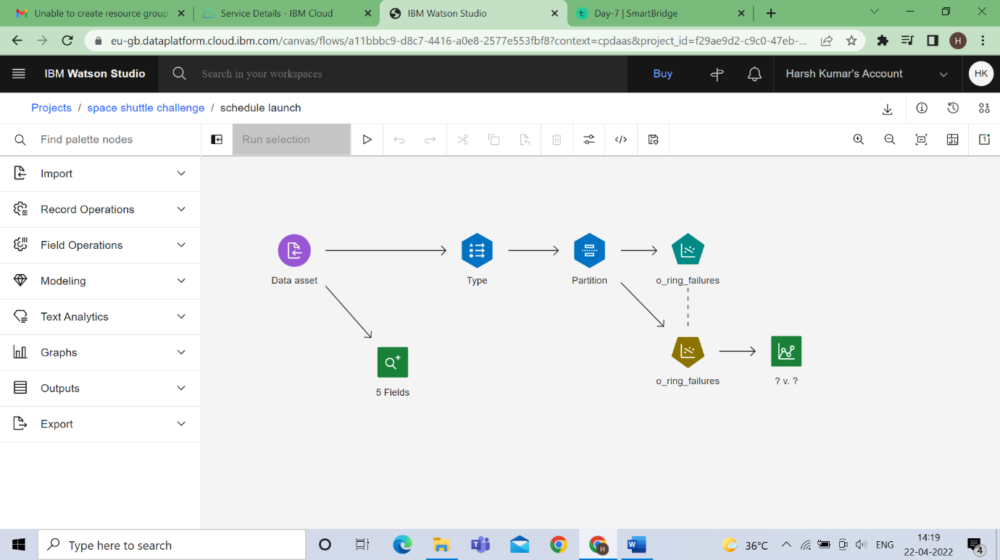 Unable to create resource group
Service Details - IBM Cloud
IBM Watson Studio
t: Day-7 | SmartBridge
eu-gb.dataplatform.cloud.ibm.com/canvas/flows/a11bbbc9-d8c7-4416-a0e8-2577e553fbf8?context=cpdaas&project_id=f29ae9d2-c9c0-47eb-...
H
IBM Watson Studio
Search in your workspaces
Buy
Harsh Kumar's Account
HK
Projects / space shuttle challenge / schedule launch
Find palette nodes
Run selection
Import
Record Operations
Field Operations
Modeling
Text Analytics
Graphs
Outputs
Export
Data asset
Type
Partition
o_ring_failures
5 Fields
o_ring_failures
? v. ?
Type here to search
36°C
ENG
14:19
22-04-2022
4